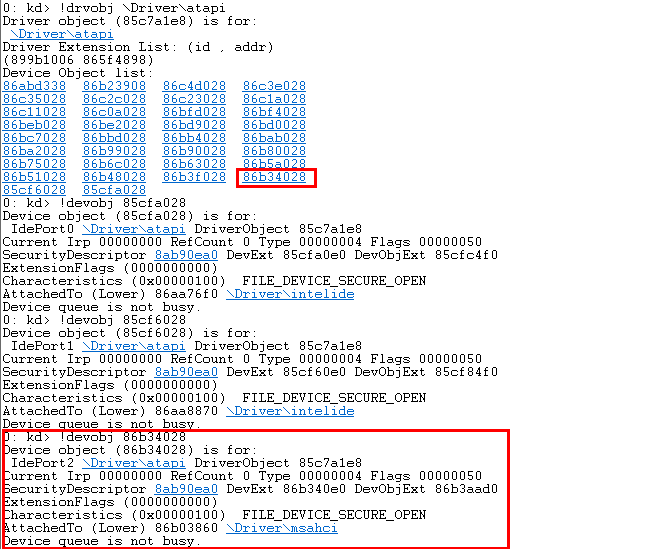 0: kd> !drvobj \Driver\atapi
Driver object (85c7a1e8) is for:
 \Driver\atapi
Driver Extension List: (id , addr)
(899b1006 865f4898)
Device Object list:
86abd338  86b23908  86c4d028  86c3e028
86c35028  86c2c028  86c23028  86c1a028
86c11028  86c0a028  86bfd028  86bf4028
86beb028  86be2028  86bd9028  86bd0028
86bc7028  86bbd028  86bb4028  86bab028
86ba2028  86b99028  86b90028  86b80028
86b75028  86b6c028  86b63028  86b5a028
86b51028  86b48028  86b3f028  86b34028
85cf6028  85cfa028
0: kd> !devobj 85cfa028
Device object (85cfa028) is for:
 IdePort0 \Driver\atapi DriverObject 85c7a1e8
Current Irp 00000000 RefCount 0 Type 00000004 Flags 00000050
SecurityDescriptor 8ab90ea0 DevExt 85cfa0e0 DevObjExt 85cfc4f0
ExtensionFlags (0000000000)
Characteristics (0x00000100)  FILE_DEVICE_SECURE_OPEN
AttachedTo (Lower) 86aa76f0 \Driver\intelide
Device queue is not busy.
0: kd> !devobj 85cf6028
Device object (85cf6028) is for:
 IdePort1 \Driver\atapi DriverObject 85c7a1e8
Current Irp 00000000 RefCount 0 Type 00000004 Flags 00000050
SecurityDescriptor 8ab90ea0 DevExt 85cf60e0 DevObjExt 85cf84f0
ExtensionFlags (0000000000)
Characteristics (0x00000100)  FILE_DEVICE_SECURE_OPEN
AttachedTo (Lower) 86aa8870 \Driver\intelide
Device queue is not busy.
0: kd> !devobj 86b34028
Device object (86b34028) is for:
 IdePort2 \Driver\atapi DriverObject 85c7a1e8
Current Irp 00000000 RefCount 0 Type 00000004 Flags 00000050
SecurityDescriptor 8ab90ea0 DevExt 86b340e0 DevObjExt 86b3aad0
ExtensionFlags (0000000000)
Characteristics (0x00000100)  FILE_DEVICE_SECURE_OPEN
AttachedTo (Lower) 86b03860 \Driver\msahci
Device queue is not busy.